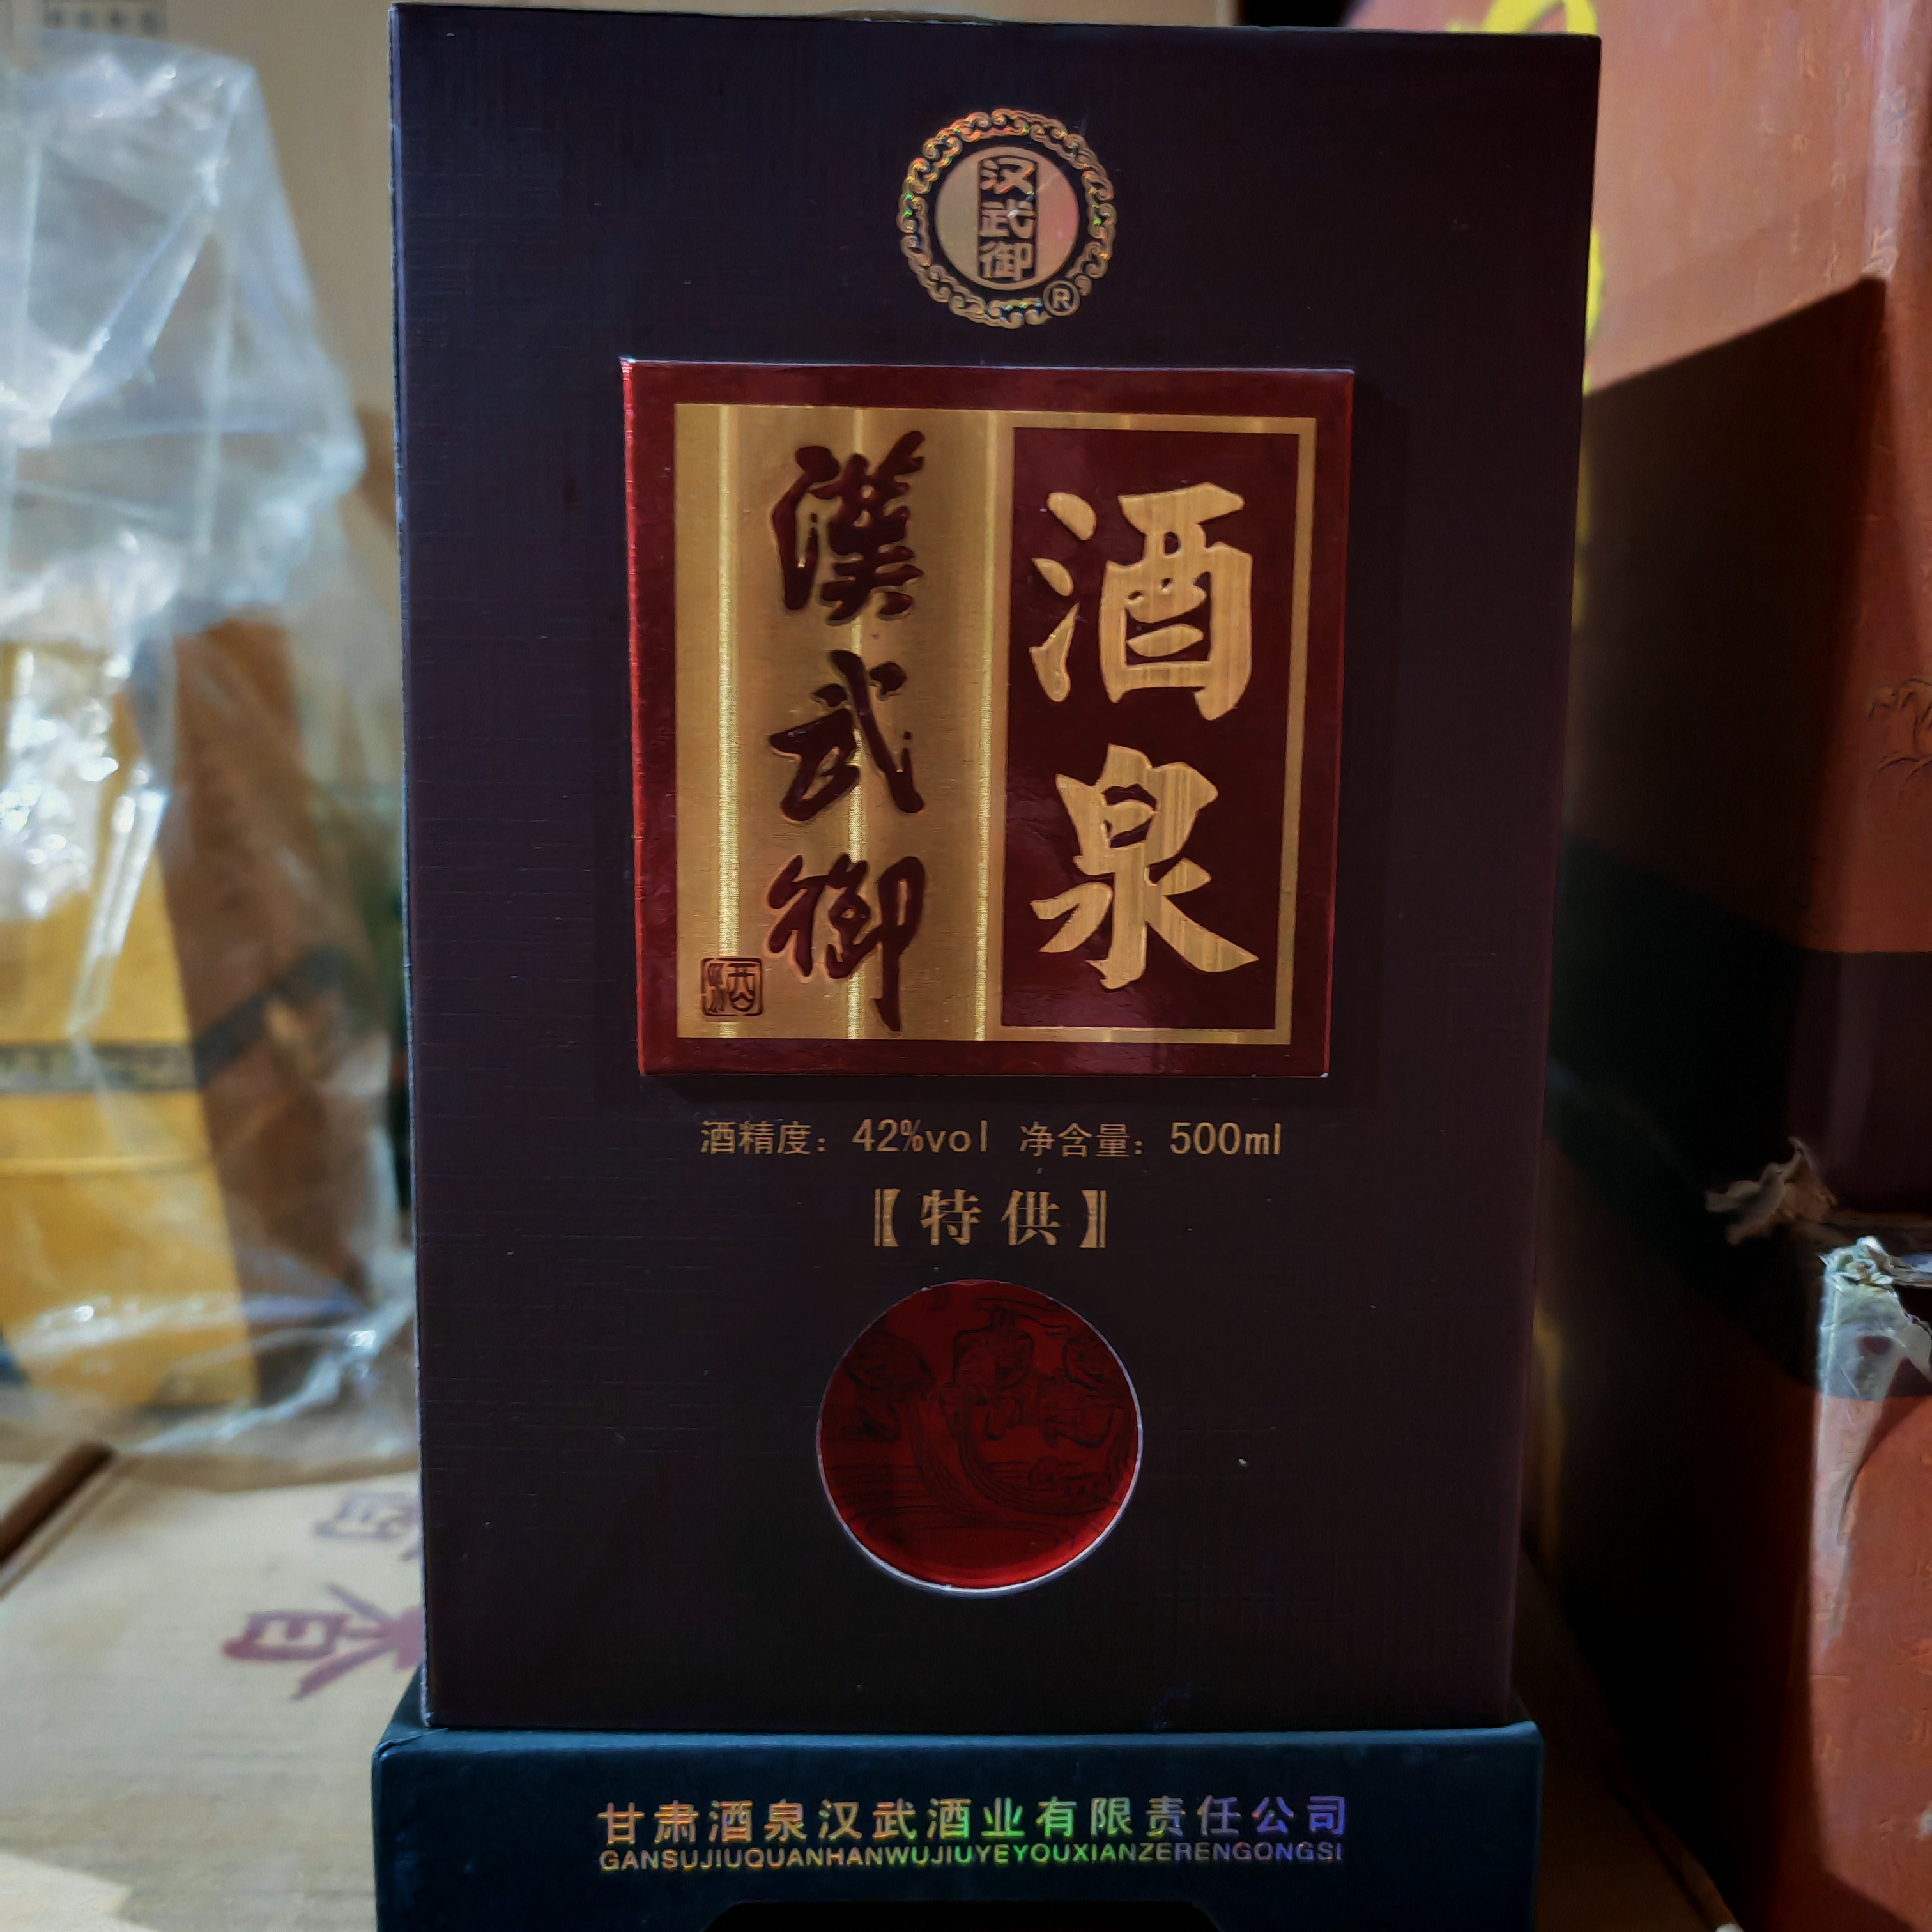 汉武御
®
酒泉
漢武御
酒
酒精度：42%vol 净含量：500ml
【特供】
甘肃酒泉汉武酒业有限责任公司
GANSUJIUQUANHANWUJIUYEYOUXIANZERENGONGSI